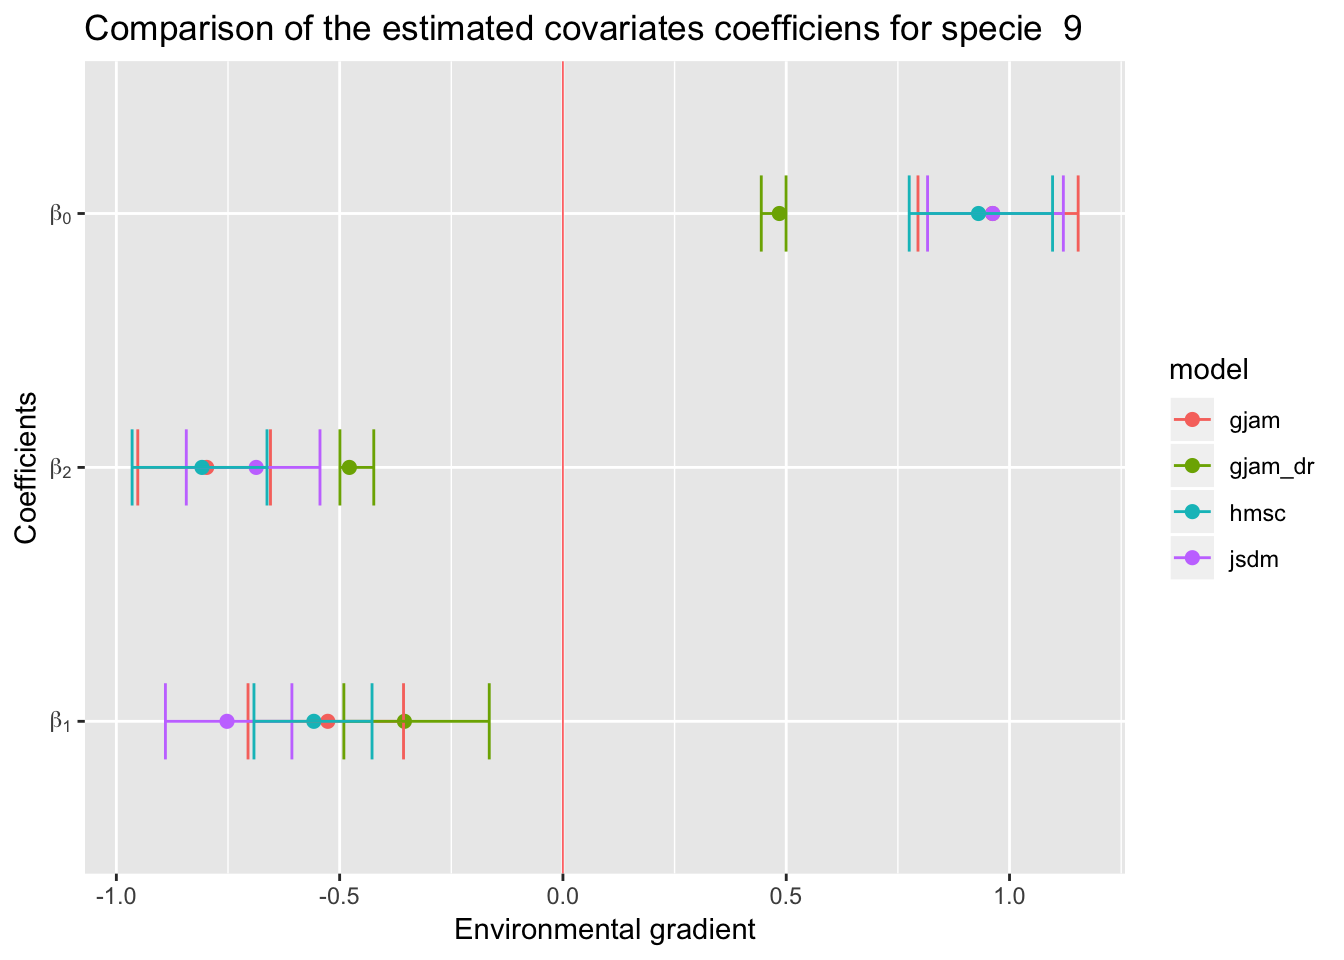 Comparison of the estimated covariates coefficiens for specie  9
β0
β2
β1
Coefficients
-1.0
-0.5
0.0
0.5
1.0
Environmental gradient
model
gjam
gjam_dr
hmsc
jsdm